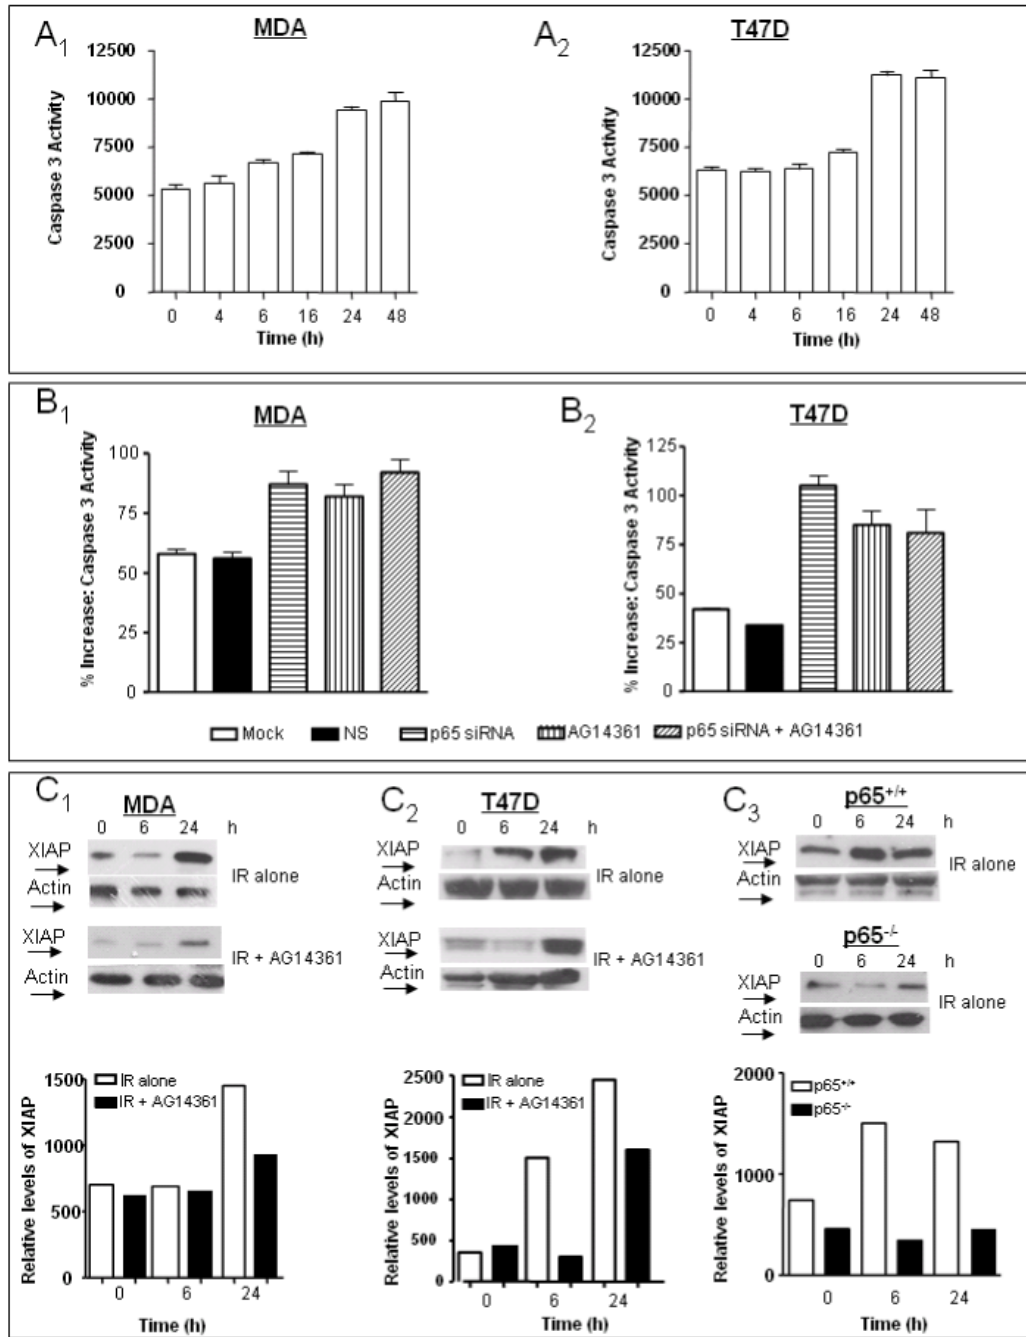 A1
MDA
12500
10000
7500
5000
2500
0
Caspase 3 Activity
0 4 6 16 24 48
Time (h)
A2
T47D
12500
10000
7500
5000
2500
0
Caspase 3 Activity
0 4 6 16 24 48
Time (h)
B1
MDA
100
75
50
25
0
% Increase: Caspase 3 Activity
B2
T47D
125
100
75
50
25
0
% Increase: Caspase 3 Activity
Mock NS p65 siRNA AG14361 p65 siRNA + AG14361
C1
MDA
0 6 24 h
XIAP
Actin
IR alone
XIAP
Actin
IR + AG14361
1500
1000
500
0
Relative levels of XIAP
IR alone
IR + AG14361
0 6 24
Time (h)
C2
T47D
0 6 24 h
XIAP
Actin
IR alone
XIAP
Actin
IR + AG14361
2500
2000
1500
1000
500
0
Relative levels of XIAP
IR alone
IR + AG14361
0 6 24
Time (h)
C3
p65+/+
0 6 24 h
XIAP
Actin
IR alone
p65-/-
0 6 24 h
XIAP
Actin
IR alone
2000
1000
0
Relative levels of XIAP
p65+/+
p65-/-
0 6 24
Time (h)